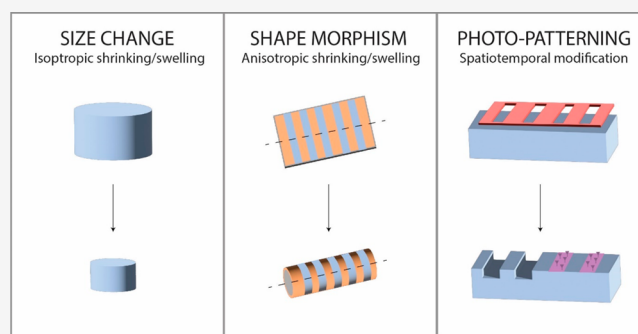 SIZE CHANGE
Isoptropic shrinking/swelling
SHAPE MORPHISM
Anisotropic shrinking/swelling
PHOTO-PATTERNING
Spatiotemporal modification